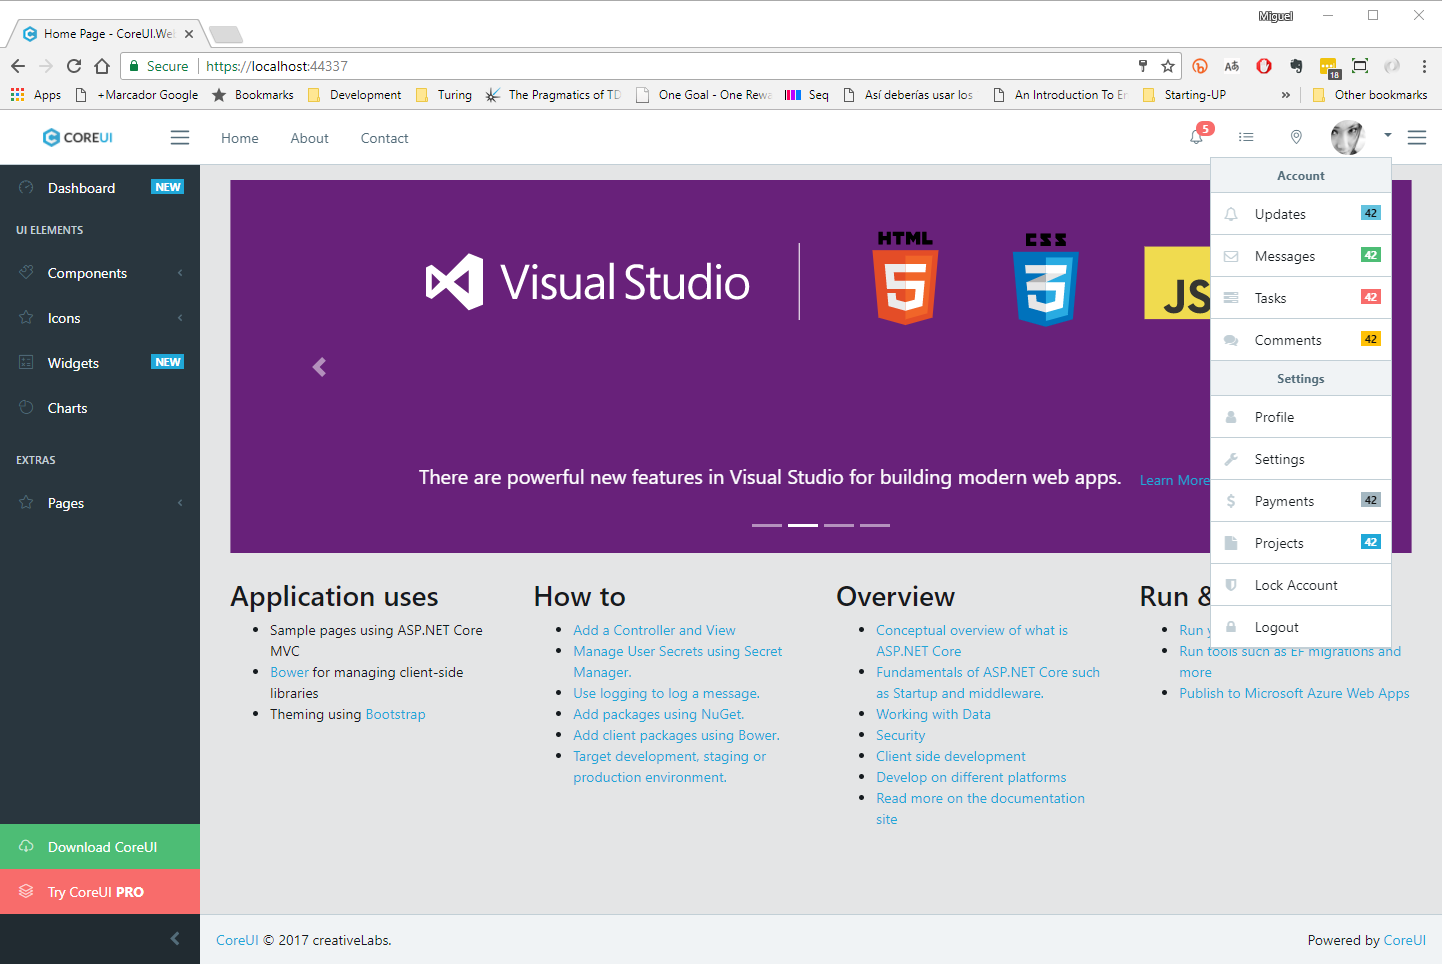 Miguel
Home Page - CoreUI.We
Secure https://localhost:44337
18
Apps +Marcador Google Bookmarks Development Turing The Pragmatics of TD One Goal - One Rewa Seq Así deberías usar los An Introduction To Er Starting-UP » Other bookmarks
COREUI Home About Contact 5
Dashboard NEW
UI ELEMENTS
Components
Icons
Widgets NEW
Charts
EXTRAS
Pages
Download CoreUI
Try CoreUI PRO
Visual Studio
HTML
5
CSS
3
JS
There are powerful new features in Visual Studio for building modern web apps. Learn More
Account
Updates 42
Messages 42
Tasks 42
Comments 42
Settings
Profile
Settings
Payments 42
Projects 42
Lock Account
Logout
Application uses
Sample pages using ASP.NET Core
MVC
Bower for managing client-side
libraries
Theming using Bootstrap
How to
Add a Controller and View
Manage User Secrets using Secret
Manager.
Use logging to log a message.
Add packages using NuGet.
Add client packages using Bower.
Target development, staging or
production environment.
Overview
Conceptual overview of what is
ASP.NET Core
Fundamentals of ASP.NET Core such
as Startup and middleware.
Working with Data
Security
Client side development
Develop on different platforms
Read more on the documentation
site
Run &
Run
Run tools such as EF migrations and
more
Publish to Microsoft Azure Web Apps
CoreUI © 2017 creativeLabs.
Powered by CoreUI